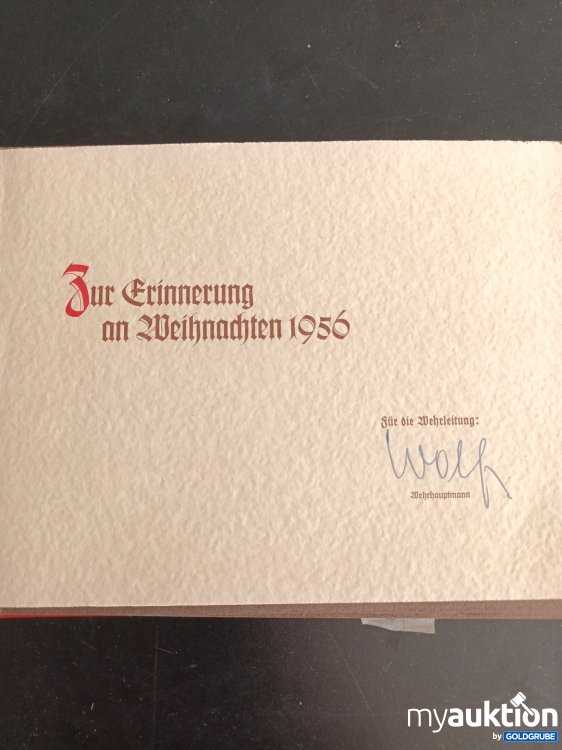 Zur Erinnerung
an Weihnachten 1956
Für die Wehrleitung:
Wolf
Wehrhauptmann
myauktion
by GOLDGRUBE